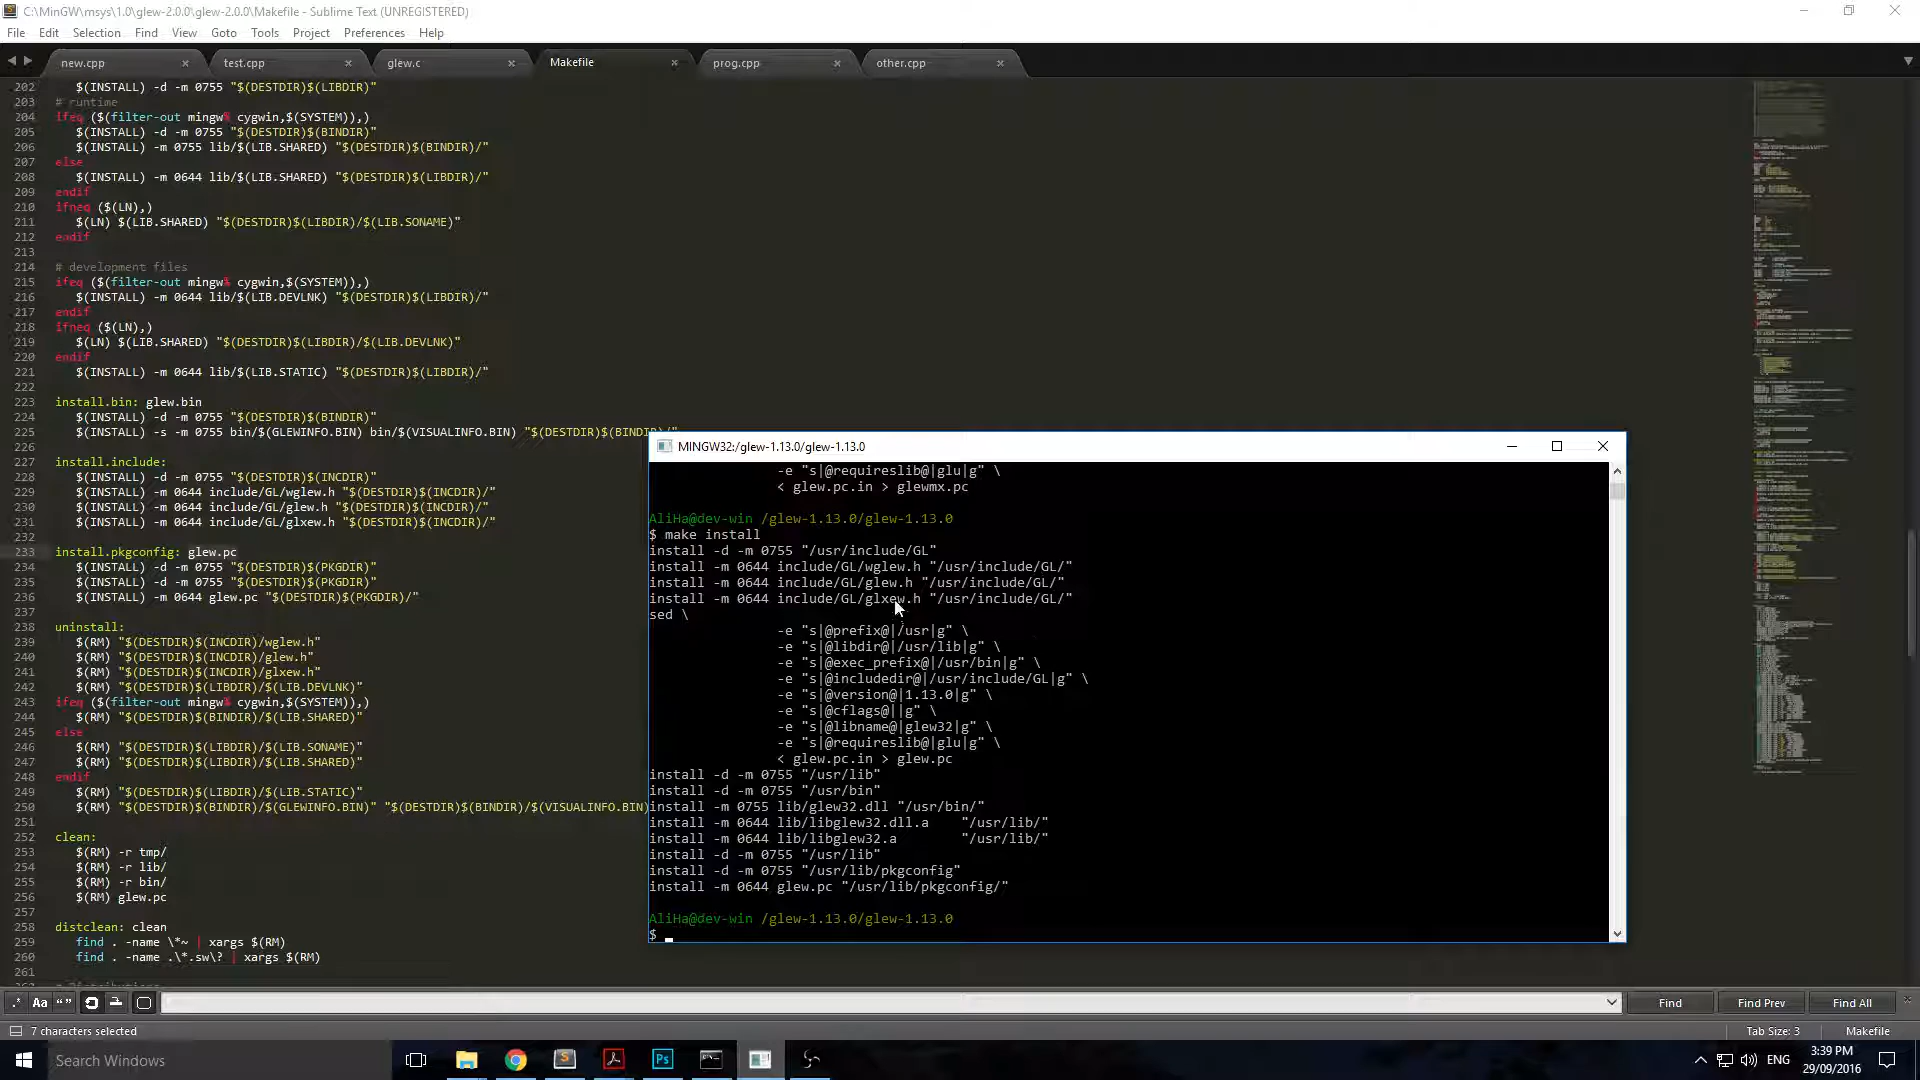 C:\MinGW\msys\1.0\glew-2.0.0\glew-2.0.0\Makefile - Sublime Text (UNREGISTERED)
File Edit Selection Find View Goto Tools Project Preferences Help
new.cpp test.cpp glew.c Makefile prog.cpp other.cpp
202 $(INSTALL) -d -m 0755 "$(DESTDIR)$(LIBDIR)"
203 # runtime
204 ifeq ($(filter-out mingw% cygwin,$(SYSTEM)),)
205 $(INSTALL) -d -m 0755 "$(DESTDIR)$(BINDIR)"
206 $(INSTALL) -m 0755 lib/$(LIB.SHARED) "$(DESTDIR)$(BINDIR)/"
207 else
208 $(INSTALL) -m 0644 lib/$(LIB.SHARED) "$(DESTDIR)$(LIBDIR)/"
209 endif
210 ifneq ($(LN),)
211 $(LN) $(LIB.SHARED) "$(DESTDIR)$(LIBDIR)/$(LIB.SONAME)"
212 endif
213
214 # development files
215 ifeq ($(filter-out mingw% cygwin,$(SYSTEM)),)
216 $(INSTALL) -m 0644 lib/$(LIB.DEVLNK) "$(DESTDIR)$(LIBDIR)/"
217 endif
218 ifneq ($(LN),)
219 $(LN) $(LIB.SHARED) "$(DESTDIR)$(LIBDIR)/$(LIB.DEVLNK)"
220 endif
221 $(INSTALL) -m 0644 lib/$(LIB.STATIC) "$(DESTDIR)$(LIBDIR)/"
222
223 install.bin: glew.bin
224 $(INSTALL) -d -m 0755 "$(DESTDIR)$(BINDIR)"
225 $(INSTALL) -s -m 0755 bin/$(GLEWINFO.BIN) bin/$(VISUALINFO.BIN) "$(DESTDIR)$(BINDIR)/"
226
227 install.include:
228 $(INSTALL) -d -m 0755 "$(DESTDIR)$(INCDIR)"
229 $(INSTALL) -m 0644 include/GL/wglew.h "$(DESTDIR)$(INCDIR)/"
230 $(INSTALL) -m 0644 include/GL/glew.h "$(DESTDIR)$(INCDIR)/"
231 $(INSTALL) -m 0644 include/GL/glxew.h "$(DESTDIR)$(INCDIR)/"
232
233 install.pkgconfig: glew.pc
234 $(INSTALL) -d -m 0755 "$(DESTDIR)$(PKGDIR)"
235 $(INSTALL) -d -m 0755 "$(DESTDIR)$(PKGDIR)"
236 $(INSTALL) -m 0644 glew.pc "$(DESTDIR)$(PKGDIR)/"
237
238 uninstall:
239 $(RM) "$(DESTDIR)$(INCDIR)/wglew.h"
240 $(RM) "$(DESTDIR)$(INCDIR)/glew.h"
241 $(RM) "$(DESTDIR)$(INCDIR)/glxew.h"
242 $(RM) "$(DESTDIR)$(LIBDIR)/$(LIB.DEVLNK)"
243 ifeq ($(filter-out mingw% cygwin,$(SYSTEM)),)
244 $(RM) "$(DESTDIR)$(BINDIR)/$(LIB.SHARED)"
245 else
246 $(RM) "$(DESTDIR)$(LIBDIR)/$(LIB.SONAME)"
247 $(RM) "$(DESTDIR)$(LIBDIR)/$(LIB.SHARED)"
248 endif
249 $(RM) "$(DESTDIR)$(LIBDIR)/$(LIB.STATIC)"
250 $(RM) "$(DESTDIR)$(BINDIR)/$(GLEWINFO.BIN)" "$(DESTDIR)$(BINDIR)/$(VISUALINFO.BIN)
251
252 clean:
253 $(RM) -r tmp/
254 $(RM) -r lib/
255 $(RM) -r bin/
256 $(RM) glew.pc
257
258 distclean: clean
259 find . -name \*~ | xargs $(RM)
260 find . -name .\*.sw\? | xargs $(RM)
261
MINGW32:/glew-1.13.0/glew-1.13.0
-e "s|@requireslib@|glu|g" \
< glew.pc.in > glewmx.pc
AliHa@dev-win /glew-1.13.0/glew-1.13.0
$ make install
install -d -m 0755 "/usr/include/GL"
install -m 0644 include/GL/wglew.h "/usr/include/GL/"
install -m 0644 include/GL/glew.h "/usr/include/GL/"
install -m 0644 include/GL/glxew.h "/usr/include/GL/"
sed \
-e "s|@prefix@|/usr|g" \
-e "s|@libdir@|/usr/lib|g" \
-e "s|@exec_prefix@|/usr/bin|g" \
-e "s|@includedir@|/usr/include/GL|g" \
-e "s|@version@|1.13.0|g" \
-e "s|@cflags@||g" \
-e "s|@libname@|glew32|g" \
-e "s|@requireslib@|glu|g" \
< glew.pc.in > glew.pc
install -d -m 0755 "/usr/lib"
install -d -m 0755 "/usr/bin"
install -m 0755 lib/glew32.dll "/usr/bin/"
install -m 0644 lib/libglew32.dll.a "/usr/lib/"
install -m 0644 lib/libglew32.a "/usr/lib/"
install -d -m 0755 "/usr/lib"
install -d -m 0755 "/usr/lib/pkgconfig"
install -m 0644 glew.pc "/usr/lib/pkgconfig/"
AliHa@dev-win /glew-1.13.0/glew-1.13.0
$
.* Aa “” Find Find Prev Find All
7 characters selected Tab Size: 3 Makefile
Search Windows Ps ENG 3:39 PM
29/09/2016